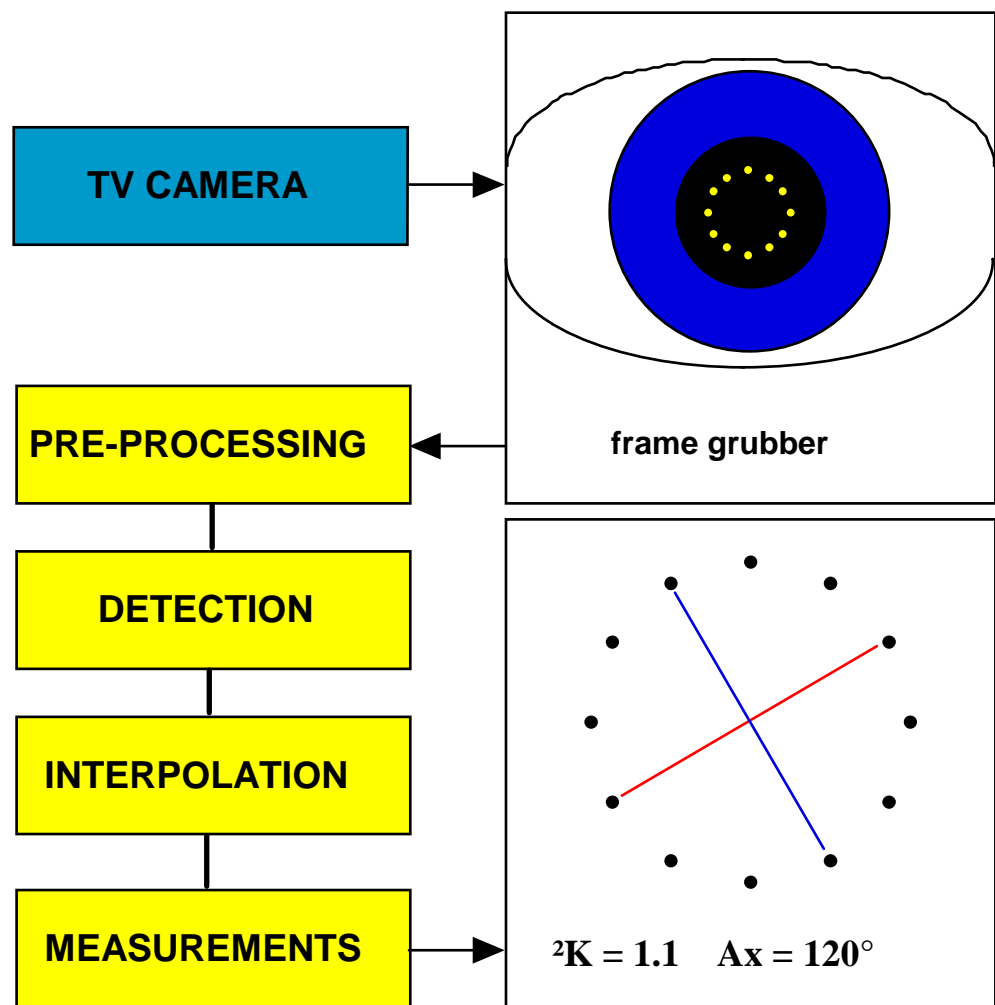 TV CAMERA
PRE-PROCESSING
frame grubber
DETECTION
INTERPOLATION
MEASUREMENTS
²K = 1.1 Ax = 120°